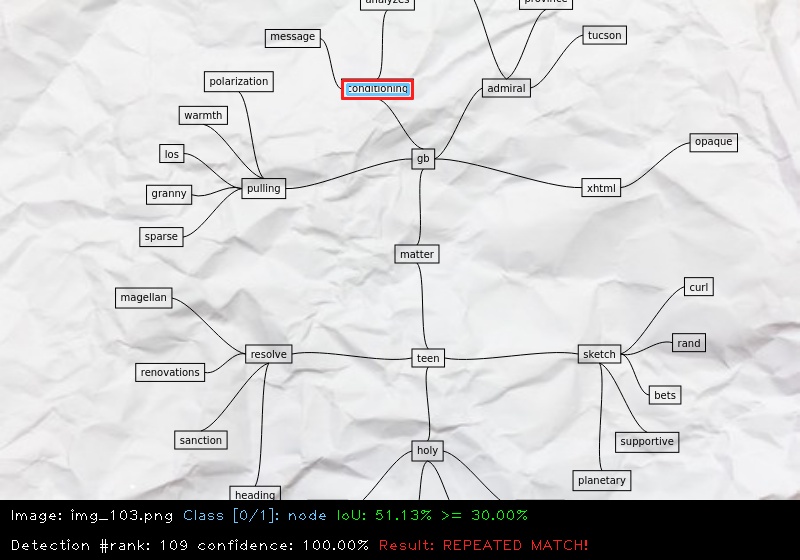 analyzes
province
message
tucson
polarization
conditioning
admiral
warmth
opaque
los
gb
granny
pulling
xhtml
sparse
matter
curl
magellan
rand
resolve
teen
sketch
renovations
bets
sanction
supportive
holy
planetary
heading
Image: img_103.png Class [0/1]: node IoU: 51.13% >= 30.00%
Detection #rank: 109 confidence: 100.00% Result: REPEATED MATCH!